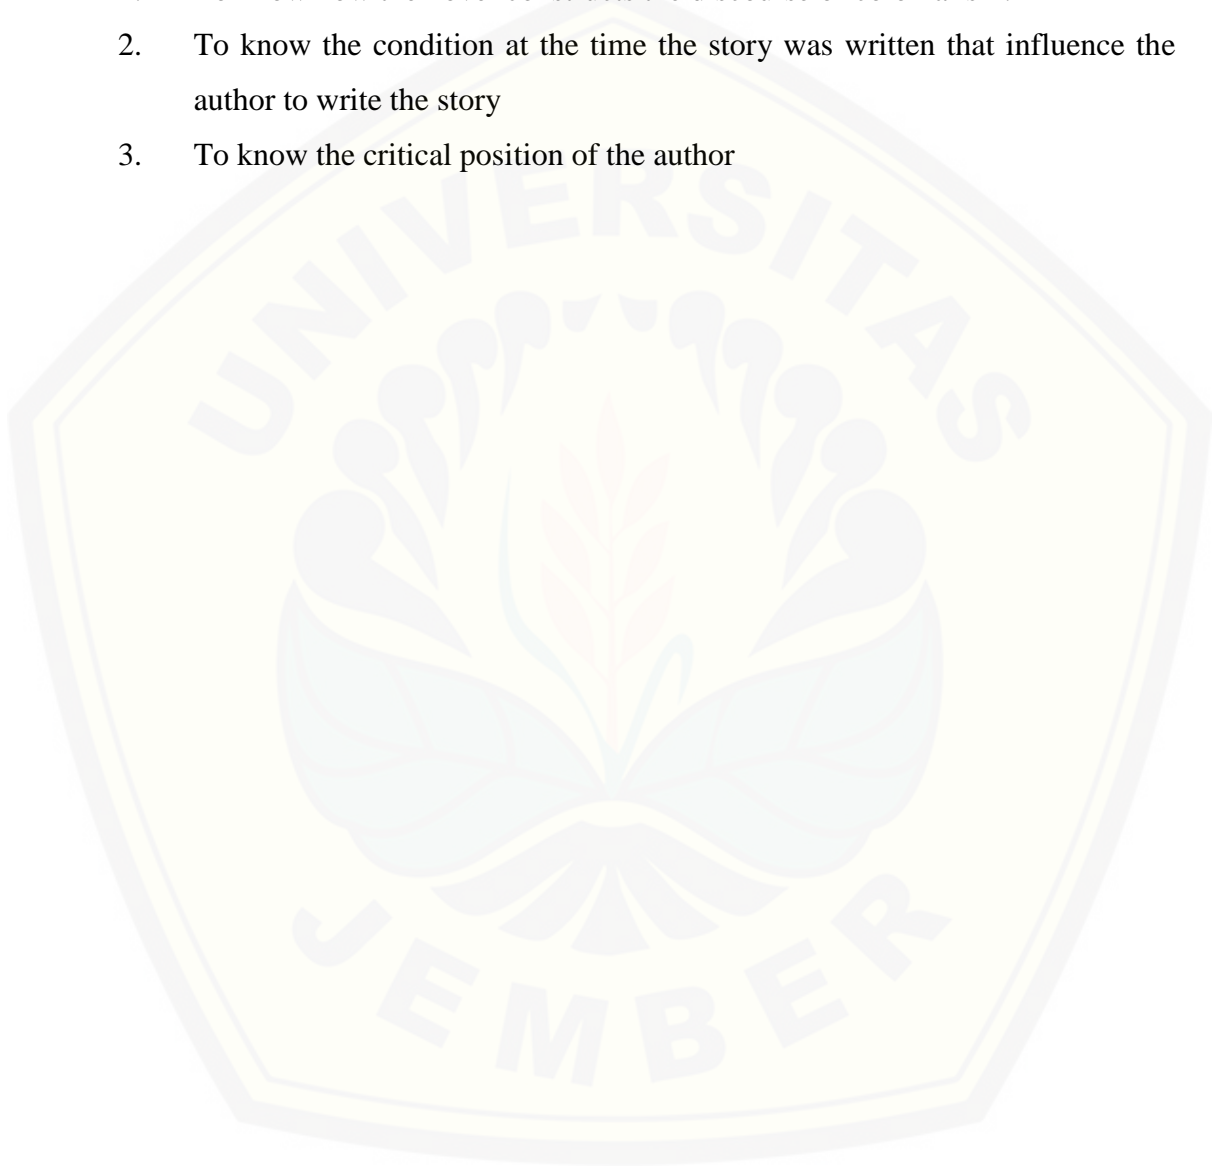 2. To know the condition at the time the story was written that influence the
author to write the story
3. To know the critical position of the author
UNIVERSITAS
JEMBER